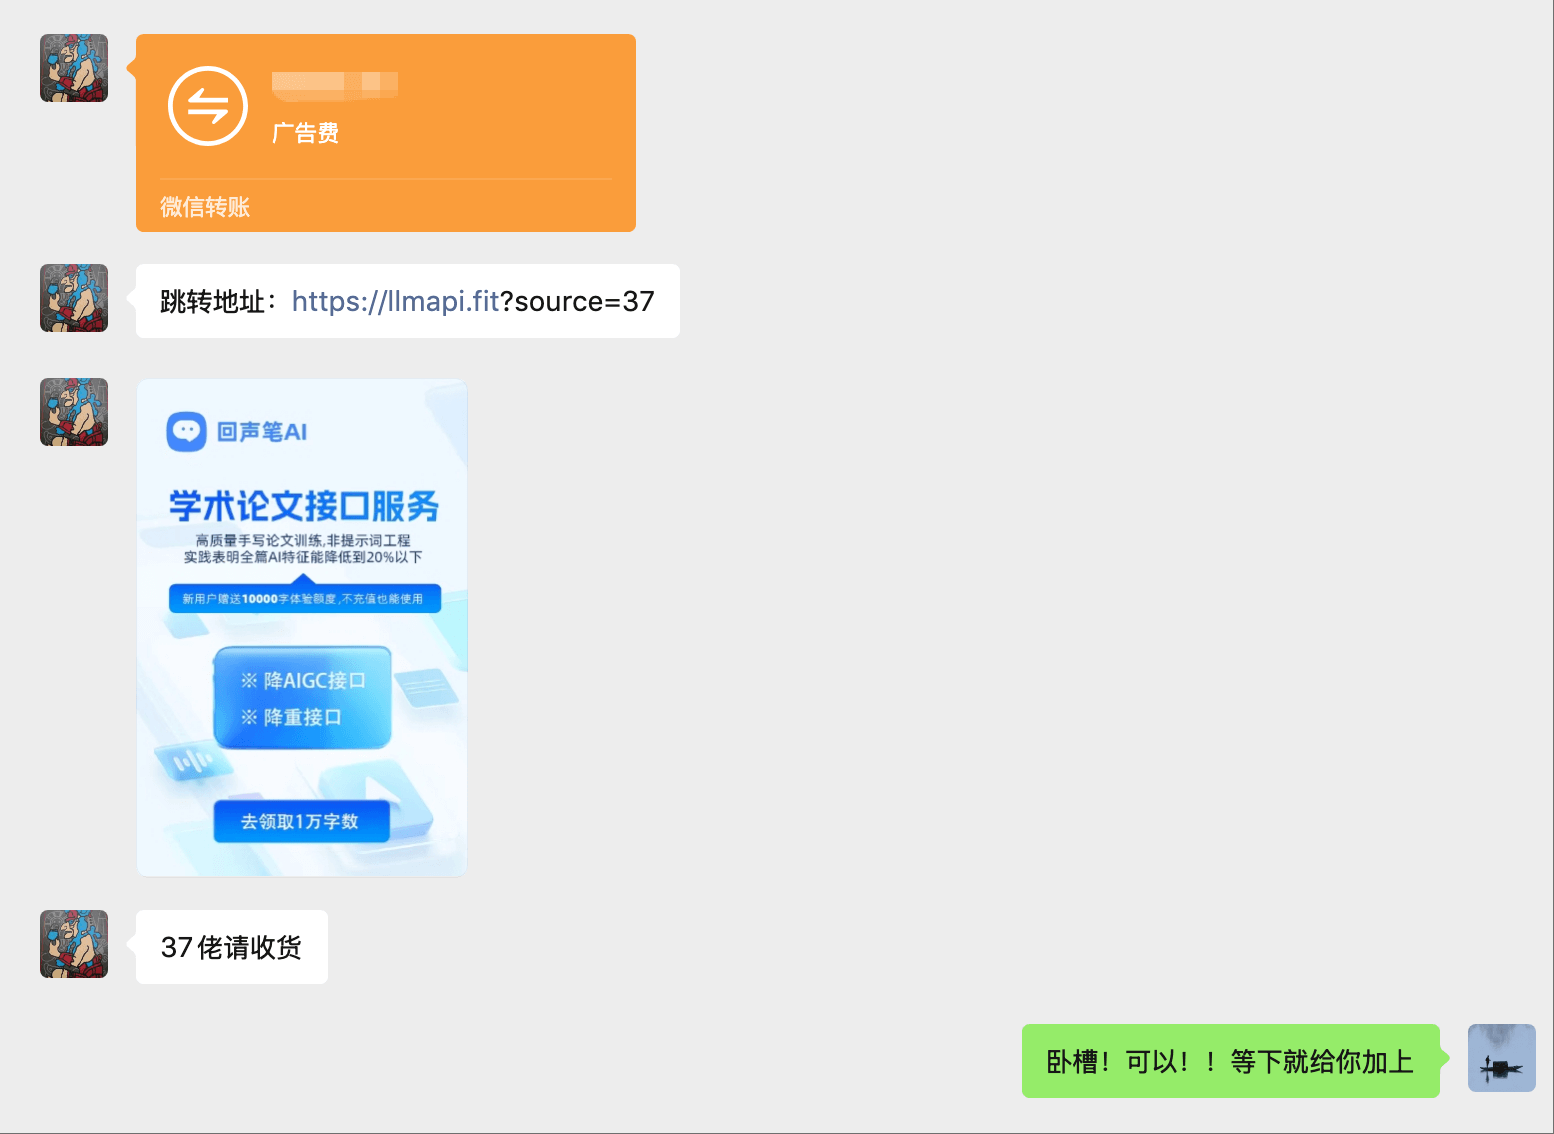 广告费
微信转账
跳转地址：https://llmapi.fit?source=37
回声笔AI
学术论文接口服务
高质量手写论文训练,非提示词工程
实践表明全篇AI特征能降低到20%以下
新用户赠送10000字体验额度,不充值也能使用
※ 降AIGC接口
※ 降重接口
去领取1万字数
37佬请收货
卧槽！可以！！等下就给你加上